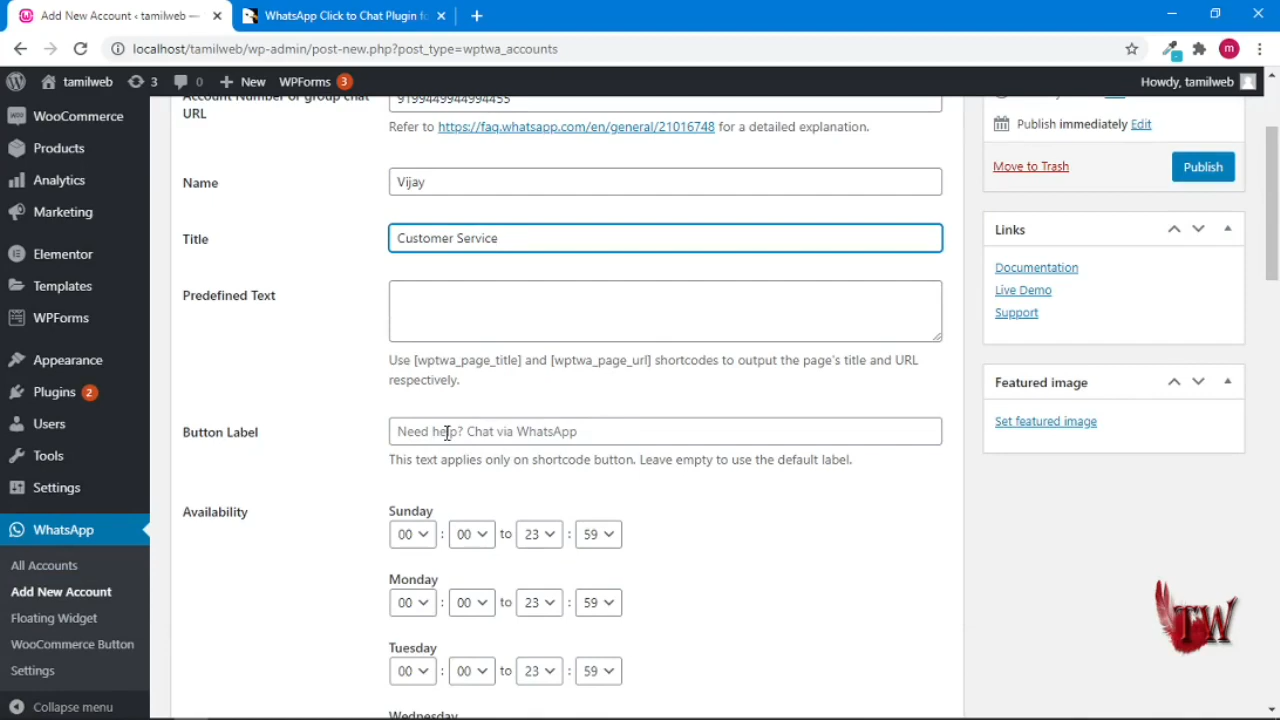 Add New Account ‹ tamilweb —
WhatsApp Click to Chat Plugin fo
localhost/tamilweb/wp-admin/post-new.php?post_type=wptwa_accounts
m
tamilweb
3
0
New
WPForms
3
Howdy, tamilweb
WooCommerce
Products
Analytics
Marketing
Elementor
Templates
WPForms
Appearance
Plugins
2
Users
Tools
Settings
WhatsApp
All Accounts
Add New Account
Floating Widget
WooCommerce Button
Settings
Collapse menu
Account Number or group chat
URL
9199449944994455
Refer to https://faq.whatsapp.com/en/general/21016748 for a detailed explanation.
Name
Vijay
Title
Customer Service
Predefined Text
Use [wptwa_page_title] and [wptwa_page_url] shortcodes to output the page's title and URL
respectively.
Button Label
Need help? Chat via WhatsApp
This text applies only on shortcode button. Leave empty to use the default label.
Availability
Sunday
00 : 00 to 23 : 59
Monday
00 : 00 to 23 : 59
Tuesday
00 : 00 to 23 : 59
Wednesday
Publish immediately Edit
Move to Trash
Publish
Links
Documentation
Live Demo
Support
Featured image
Set featured image
TW